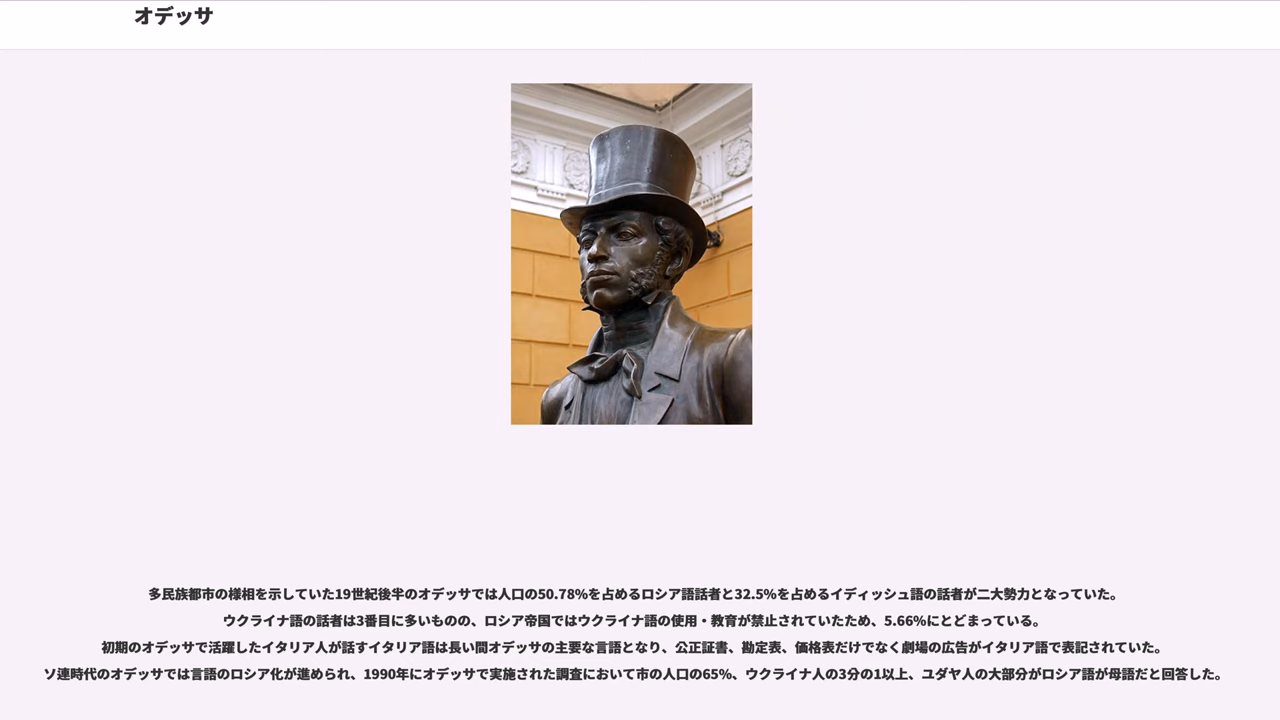 オデッサ
多民族都市の様相を示していた19世紀後半のオデッサでは人口の50.78%を占めるロシア語話者と32.5%を占めるイディッシュ語の話者が二大勢力となっていた。
ウクライナ語の話者は3番目に多いものの、ロシア帝国ではウクライナ語の使用・教育が禁止されていたため、5.66%にとどまっている。
初期のオデッサで活躍したイタリア人が話すイタリア語は長い間オデッサの主要な言語となり、公正証書、勘定表、価格表だけでなく劇場の広告がイタリア語で表記されていた。
ソ連時代のオデッサでは言語のロシア化が進められ、1990年にオデッサで実施された調査において市の人口の65%、ウクライナ人の3分の1以上、ユダヤ人の大部分がロシア語が母語だと回答した。